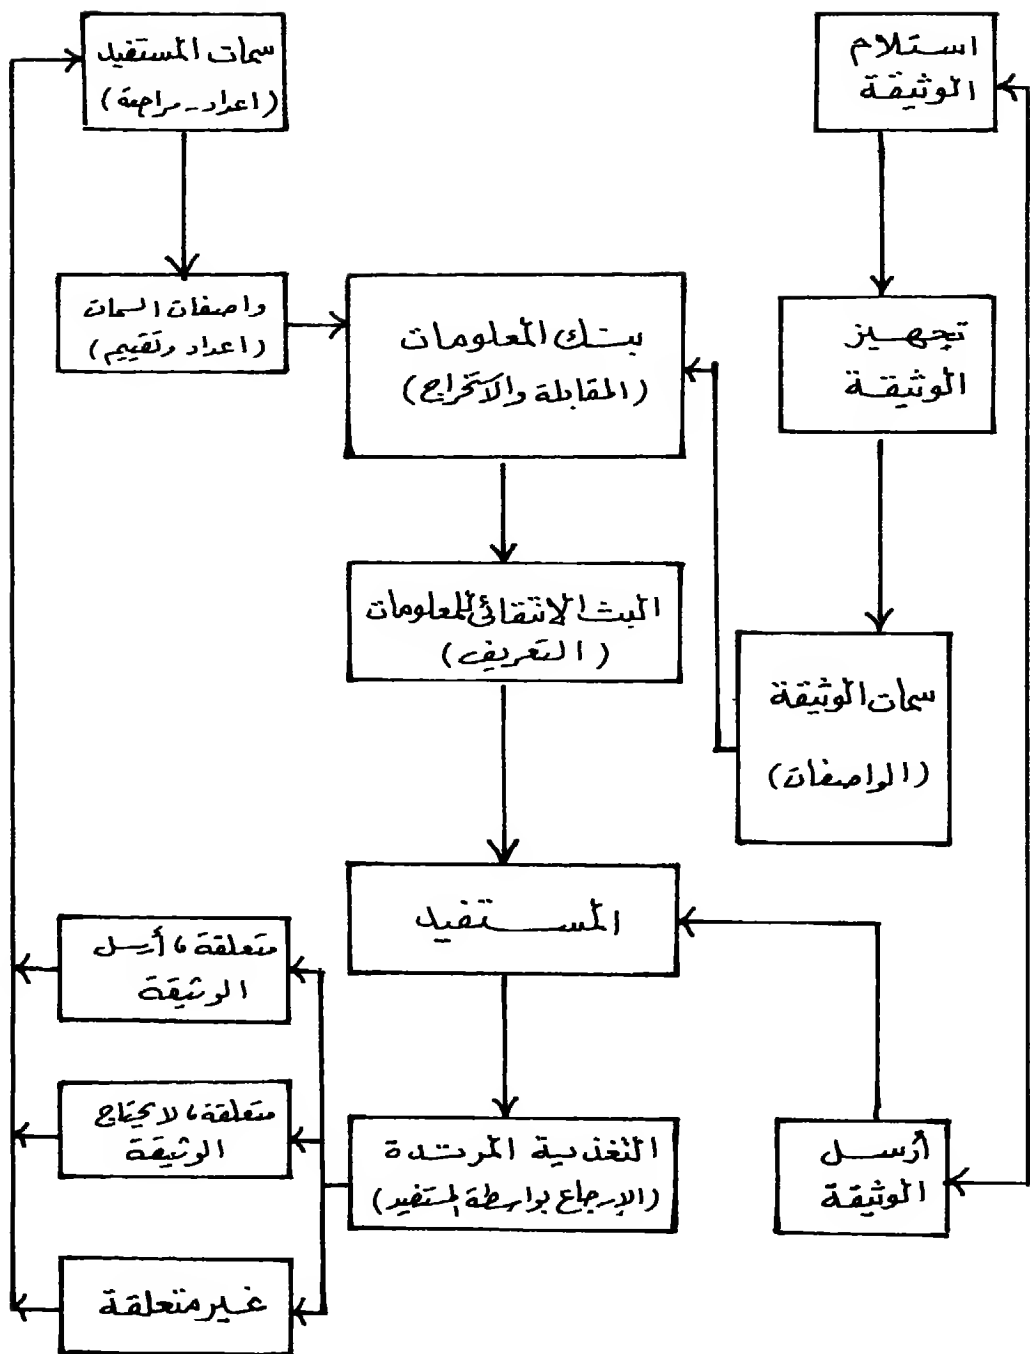 استلام
الوثيقة
سمات المستفيد
(اعداد - مراجعة)
تجهيز
الوثيقة
واصفات السمات
(اعداد وتقييم)
بنك المعلومات
(المقابلة والاستخراج)
البث الانتقائي للمعلومات
(التعريف)
سمات الوثيقة
(الواصفات)
المستفيد
متعلقة، أرسل
الوثيقة
متعلقة، لا يحتاج
الوثيقة
التغذية المرتدة
(الإرجاع بواسطة المستفيد)
أرسل
الوثيقة
غير متعلقة